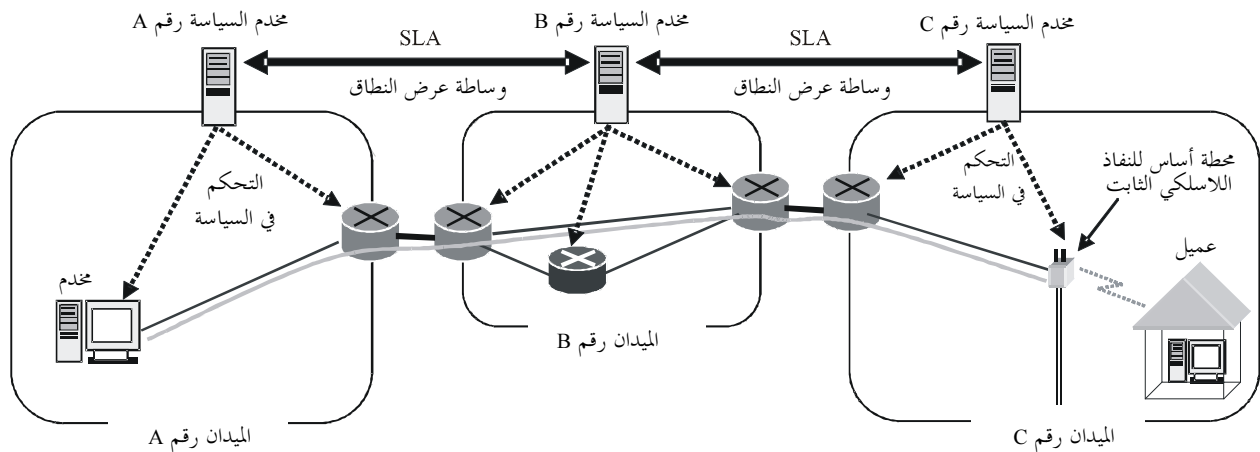 مخدم السياسة رقم A
مخدم السياسة رقم B
مخدم السياسة رقم C
SLA
SLA
وساطة عرض النطاق
وساطة عرض النطاق
التحكم
في السياسة
التحكم
في السياسة
محطة أساس للنفاذ
اللاسلكي الثابت
عميل
مخدم
الميدان رقم A
الميدان رقم B
الميدان رقم C